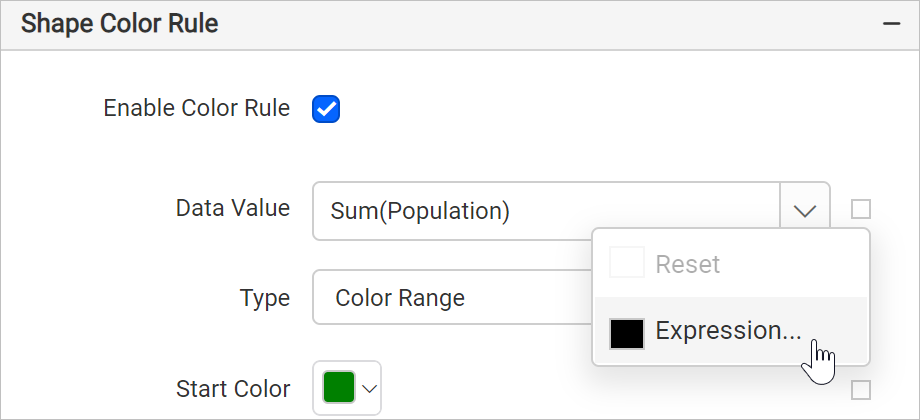 Shape Color Rule
Enable Color Rule
Data Value
Sum(Population)
Reset
Type
Color Range
Expression...
Start Color